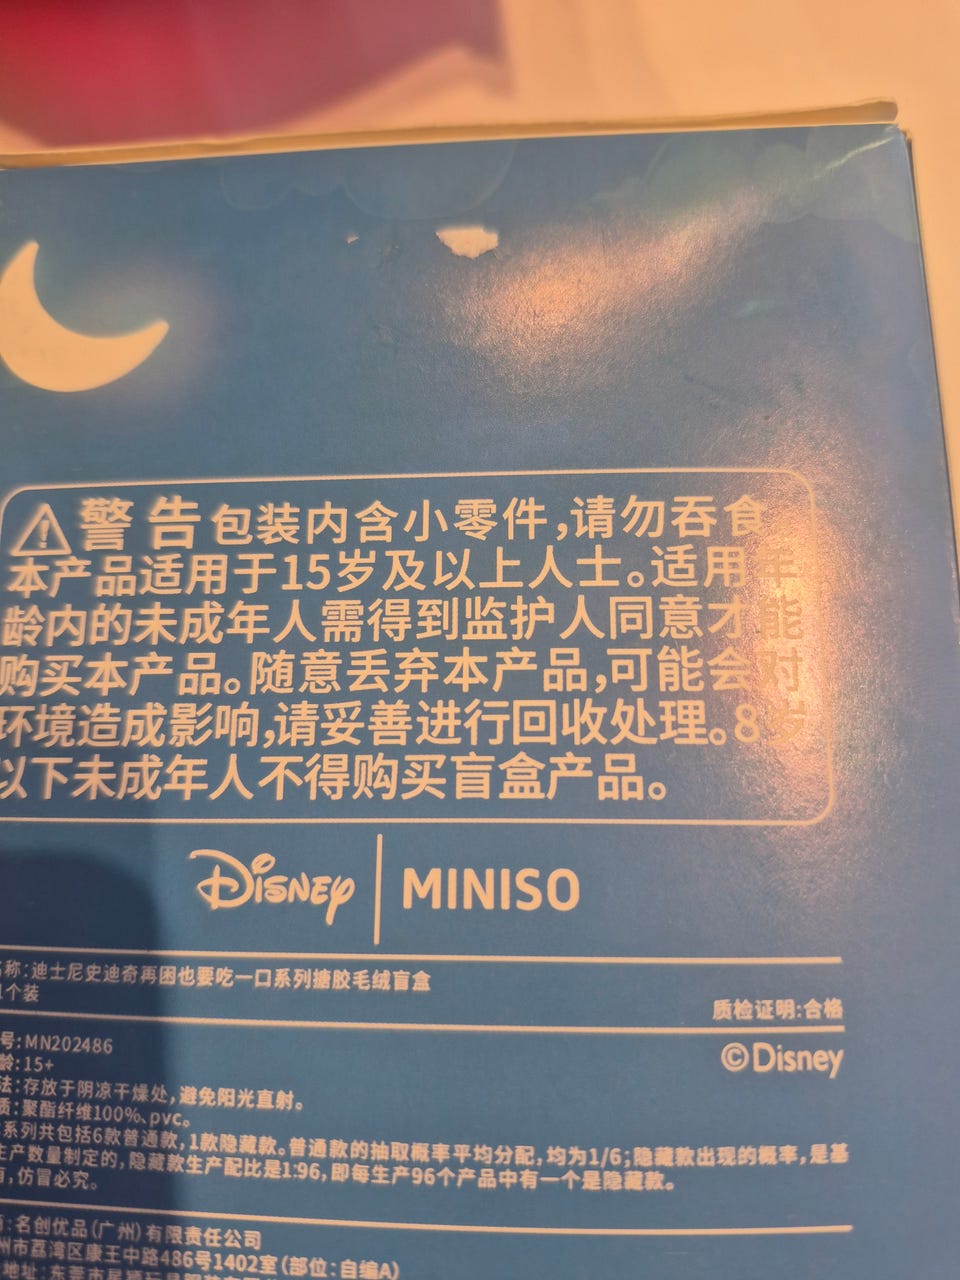 警告 包装内含小零件,请勿吞食
本产品适用于15岁及以上人士。适用年
龄内的未成年人需得到监护人同意才能
购买本产品。随意丢弃本产品,可能会对
环境造成影响,请妥善进行回收处理。8岁
以下未成年人不得购买盲盒产品。
Disney | MINISO
称:迪士尼史迪奇再困也要吃一口系列搪胶毛绒盲盒
1个装
质检证明:合格
号:MN202486
©Disney
龄:15+
法:存放于阴凉干燥处,避免阳光直射。
质:聚酯纤维100%、pvc。
系列共包括6款普通款,1款隐藏款。普通款的抽取概率平均分配,均为1/6;隐藏款出现的概率,是基
生产数量制定的,隐藏款生产配比是1:96,即每生产96个产品中有一个是隐藏款。
,仿冒必究。
:名创优品(广州)有限责任公司
州市荔湾区康王中路486号1402室(部位:自编A)
地址:东莞市